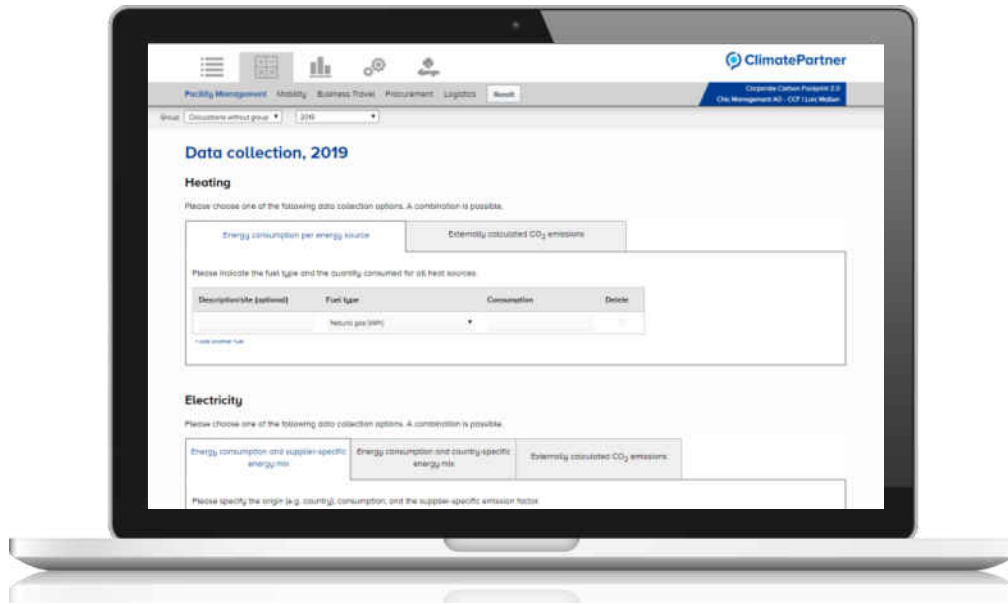 ClimatePartner
Facility Management Mobility Business Travel Procurement Logistics Result
Corporate Carbon Footprint 2.0
Chic Management AG - CCF
Group Calculations without group 2019
Data collection, 2019
Heating
Please choose one of the following data collection options. A combination is possible.
Energy consumption per energy source
Externally calculated CO2 emissions
Please indicate the fuel type and the quantity consumed for all heat sources.
Description/site (optional) Fuel type Consumption Delete
Natural gas (kWh)
Electricity
Please choose one of the following data collection options. A combination is possible.
Energy consumption and supplier-specific energy mix
Energy consumption and country-specific energy mix
Externally calculated CO2 emissions
Please specify the origin (e.g. country), consumption, and the supplier-specific emission factor